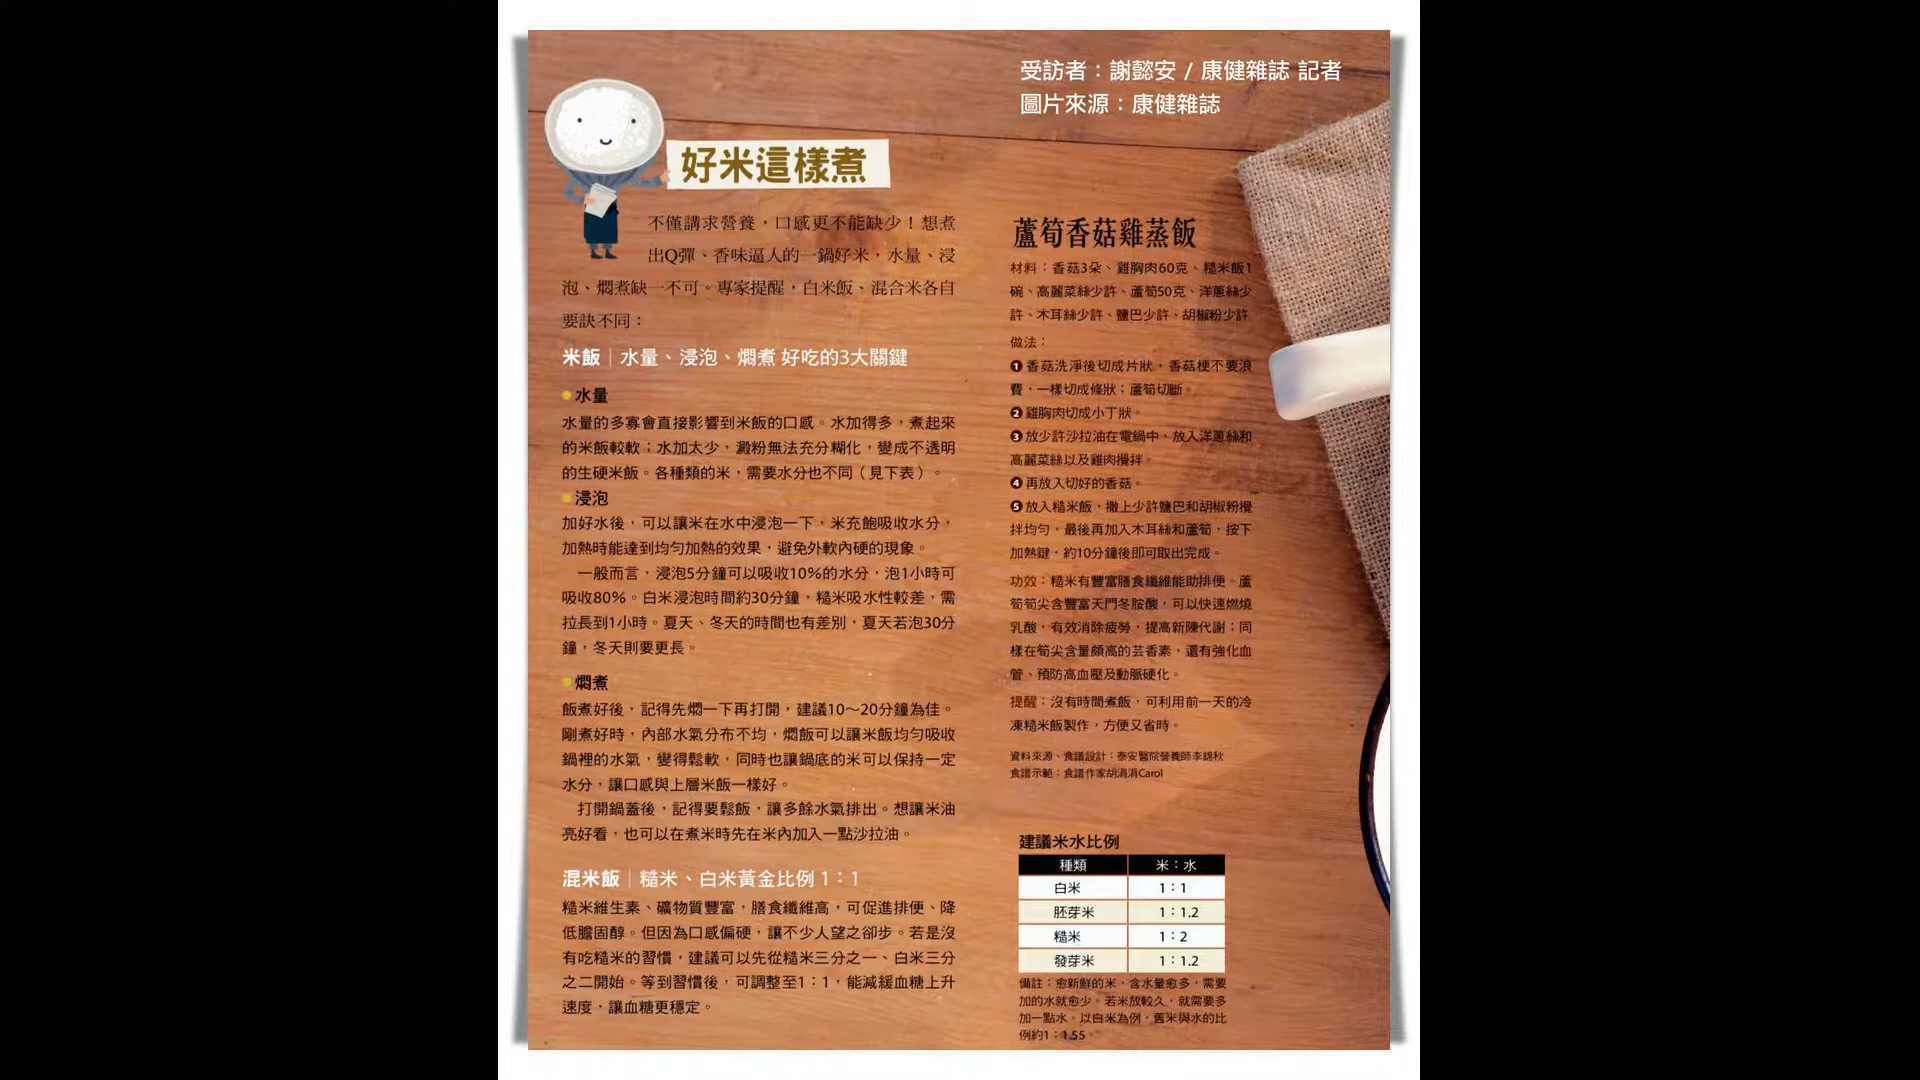 受訪者：謝懿安 / 康健雜誌 記者
圖片來源：康健雜誌
好米這樣煮
不僅講求營養，口感更不能缺少！想煮
出Q彈、香味逼人的一鍋好米，水量、浸
泡、燜煮缺一不可。專家提醒，白米飯、混合米各自
要訣不同：
米飯｜水量、浸泡、燜煮 好吃的3大關鍵
水量
水量的多寡會直接影響到米飯的口感。水加得多，煮起來
的米飯較軟；水加太少，澱粉無法充分糊化，變成不透明
的生硬米飯。各種類的米，需要水分也不同（見下表）。
浸泡
加好水後，可以讓米在水中浸泡一下，米充飽吸收水分，
加熱時能達到均勻加熱的效果，避免外軟內硬的現象。
一般而言，浸泡5分鐘可以吸收10%的水分，泡1小時可
吸收80%。白米浸泡時間約30分鐘，糙米吸水性較差，需
拉長到1小時。夏天、冬天的時間也有差別，夏天若泡30分
鐘，冬天則要更長。
燜煮
飯煮好後，記得先燜一下再打開，建議10～20分鐘為佳。
剛煮好時，內部水氣分布不均，燜飯可以讓米飯均勻吸收
鍋裡的水氣，變得鬆軟，同時也讓鍋底的米可以保持一定
水分，讓口感與上層米飯一樣好。
打開鍋蓋後，記得要鬆飯，讓多餘水氣排出。想讓米油
亮好看，也可以在煮米時先在米內加入一點沙拉油。
混米飯｜糙米、白米黃金比例 1：1
糙米維生素、礦物質豐富，膳食纖維高，可促進排便、降
低膽固醇。但因為口感偏硬，讓不少人望之卻步。若是沒
有吃糙米的習慣，建議可以先從糙米三分之一、白米三分
之二開始。等到習慣後，可調整至1：1，能減緩血糖上升
速度，讓血糖更穩定。
蘆筍香菇雞蒸飯
材料：香菇3朵、雞胸肉60克、糙米飯1
碗、高麗菜絲少許、蘆筍50克、洋蔥絲少
許、木耳絲少許、鹽巴少許、胡椒粉少許
做法：
❶香菇洗淨後切成片狀，香菇梗不要浪
費，一樣切成條狀；蘆筍切斷。
❷雞胸肉切成小丁狀。
❸放少許沙拉油在電鍋中，放入洋蔥絲和
高麗菜絲以及雞肉攪拌。
❹再放入切好的香菇。
❺放入糙米飯，撒上少許鹽巴和胡椒粉攪
拌均勻，最後再加入木耳絲和蘆筍，按下
加熱鍵，約10分鐘後即可取出完成。
功效：糙米有豐富膳食纖維能助排便。蘆
筍筍尖含豐富天門冬胺酸，可以快速燃燒
乳酸，有效消除疲勞，提高新陳代謝；同
樣在筍尖含量頗高的芸香素，還有強化血
管、預防高血壓及動脈硬化。
提醒：沒有時間煮飯，可利用前一天的冷
凍糙米飯製作，方便又省時。
資料來源、食譜設計：泰安醫院營養師李錦秋
食譜示範：食譜作家胡涓涓Carol
建議米水比例
種類 米：水
白米 1：1
胚芽米 1：1.2
糙米 1：2
發芽米 1：1.2
備註：愈新鮮的米，含水量愈多，需要
加的水就愈少。若米放較久，就需要多
加一點水。以白米為例，舊米與水的比
例約1：1.55。